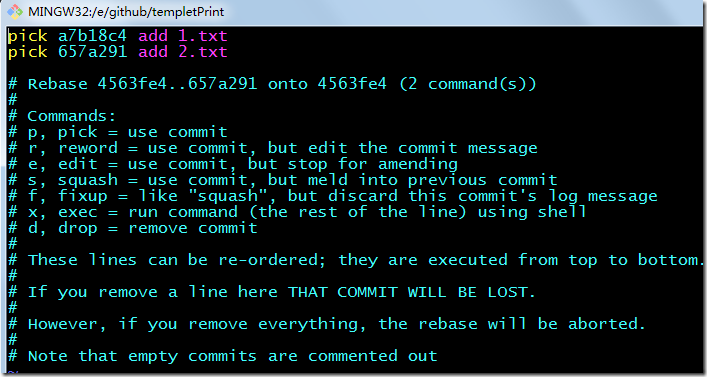 MINGW32:/e/github/templetPrint
pick a7b18c4 add 1.txt
pick 657a291 add 2.txt
# Rebase 4563fe4..657a291 onto 4563fe4 (2 command(s))
#
# Commands:
# p, pick = use commit
# r, reword = use commit, but edit the commit message
# e, edit = use commit, but stop for amending
# s, squash = use commit, but meld into previous commit
# f, fixup = like "squash", but discard this commit's log message
# x, exec = run command (the rest of the line) using shell
# d, drop = remove commit
#
# These lines can be re-ordered; they are executed from top to bottom.
#
# If you remove a line here THAT COMMIT WILL BE LOST.
#
# However, if you remove everything, the rebase will be aborted.
#
# Note that empty commits are commented out